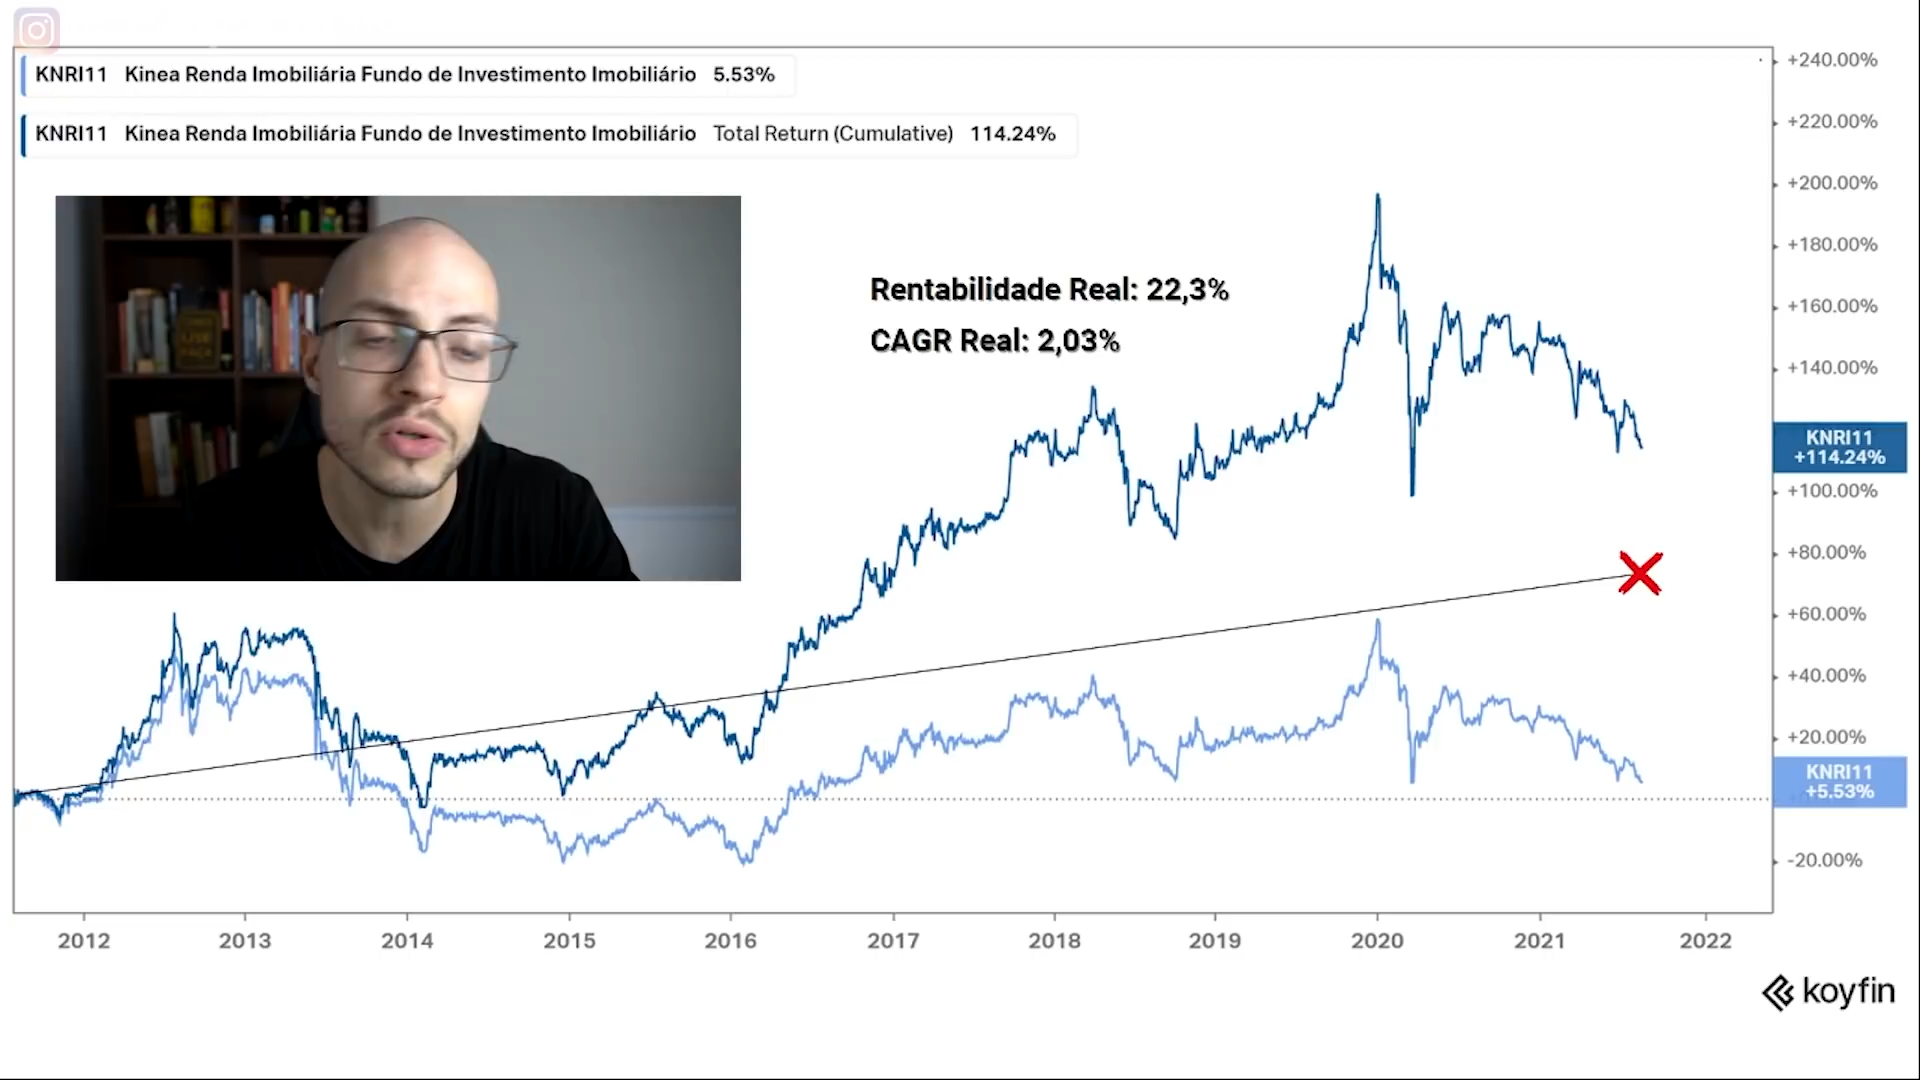 KNRI11 Kinea Renda Imobiliária Fundo de Investimento Imobiliário 5.53%
KNRI11 Kinea Renda Imobiliária Fundo de Investimento Imobiliário Total Return (Cumulative) 114.24%
Rentabilidade Real: 22,3%
CAGR Real: 2,03%
+240.00%
+220.00%
+200.00%
+180.00%
+160.00%
+140.00%
KNRI11
+114.24%
+100.00%
+80.00%
+60.00%
+40.00%
+20.00%
KNRI11
+5.53%
-20.00%
2012 2013 2014 2015 2016 2017 2018 2019 2020 2021 2022
koyfin